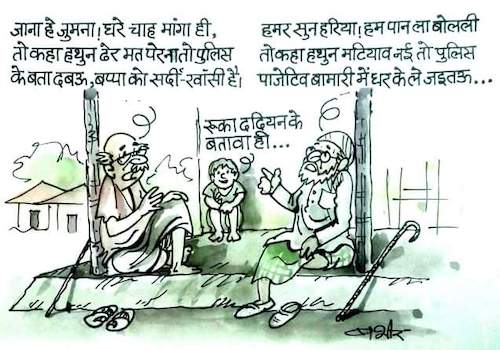 जाना हे जुमना! घरे चाह मांगा ही,
तो कहा हथुन ढेर मत पेरना तो पुलिस
के बता दबऊ, बप्पा को सर्दी-खाँसी है।
हमर सुन हरिया! हम पान ला बोलली
तो कहा हथुन मटियाव नई तो पुलिस
पाजेटिव बामारी में धर के ले जइतऊ...
रूका ददियन के
बतावा ही...